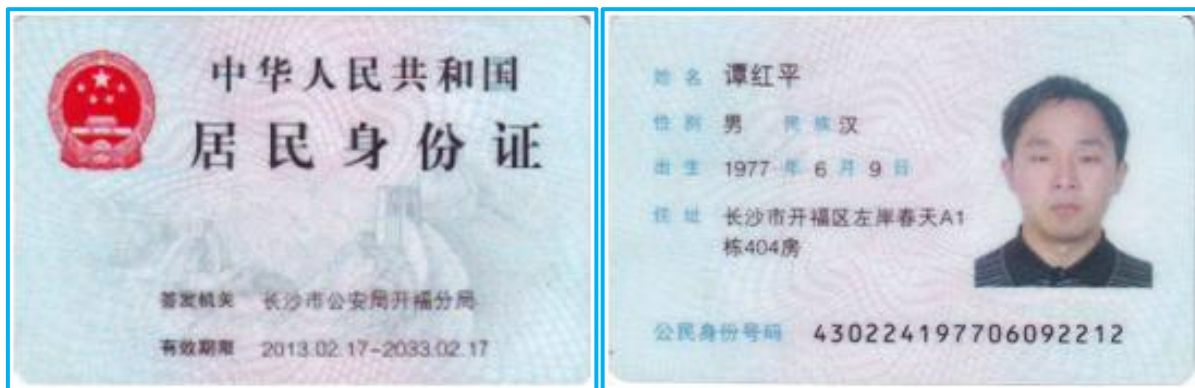 中华人民共和国
居民身份证
签发机关 长沙市公安局开福分局
有效期限 2013.02.17-2033.02.17
姓名 谭红平
性别 男 民族 汉
出生 1977 年 6 月 9 日
住址 长沙市开福区左岸春天A1
栋404房
公民身份号码 430224197706092212